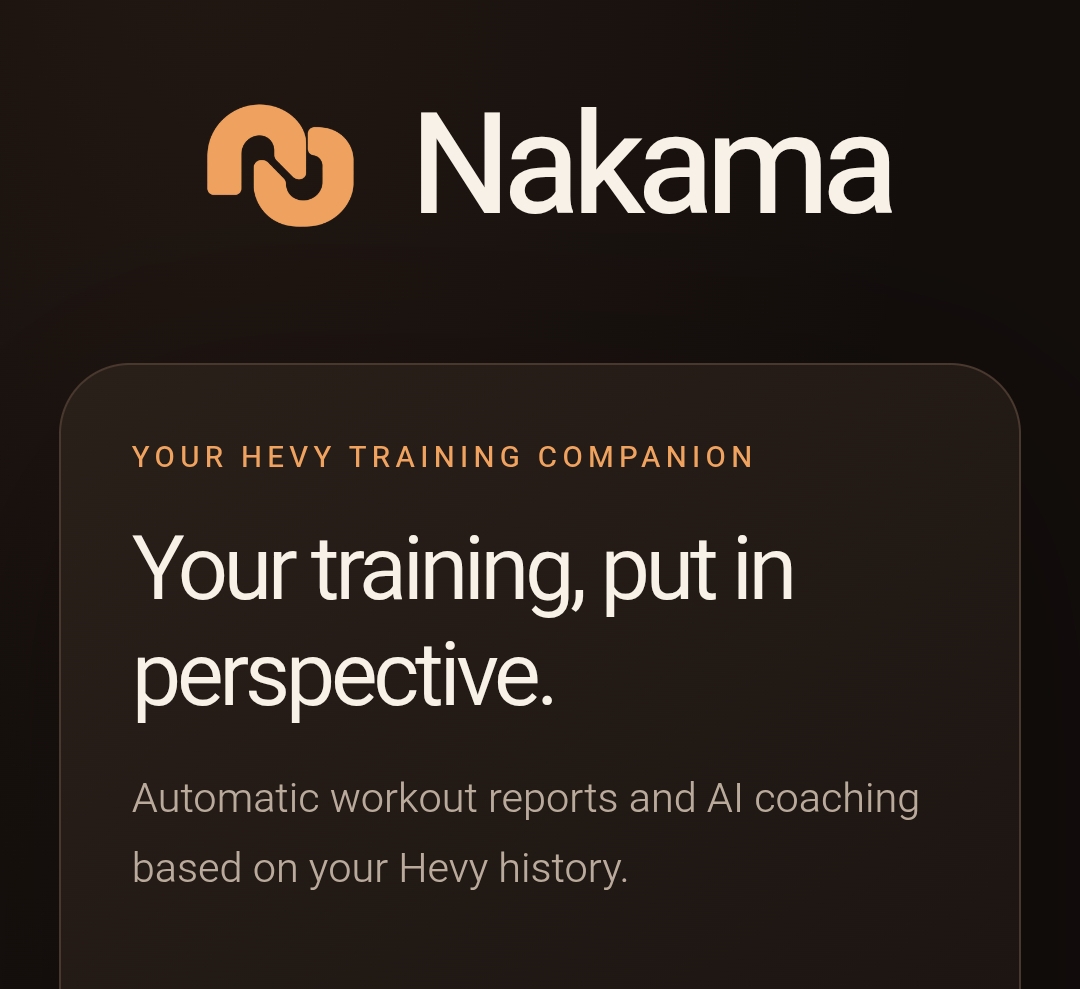 Nakama
YOUR HEVY TRAINING COMPANION
Your training, put in
perspective.
Automatic workout reports and AI coaching
based on your Hevy history.